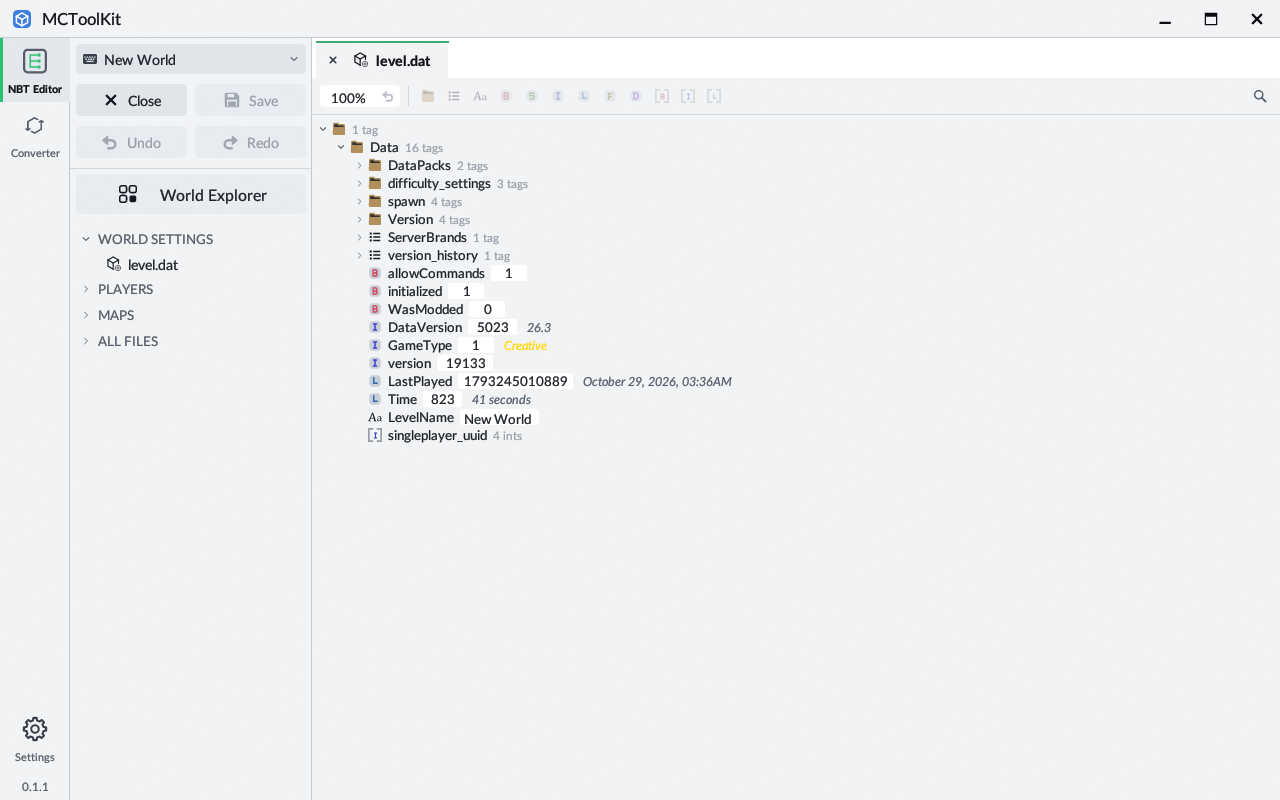 MCToolKit
NBT Editor
Converter
Settings
0.1.1
New World
Close
Save
Undo
Redo
World Explorer
WORLD SETTINGS
level.dat
PLAYERS
MAPS
ALL FILES
level.dat
100%
Aa B S I L F D [B] [I] [L]
1 tag
Data 16 tags
DataPacks 2 tags
difficulty_settings 3 tags
spawn 4 tags
Version 4 tags
ServerBrands 1 tag
version_history 1 tag
B allowCommands 1
B initialized 1
B WasModded 0
I DataVersion 5023 26.3
I GameType 1 Creative
I version 19133
L LastPlayed 1793245010889 October 29, 2026, 03:36AM
L Time 823 41 seconds
Aa LevelName New World
[I] singleplayer_uuid 4 ints